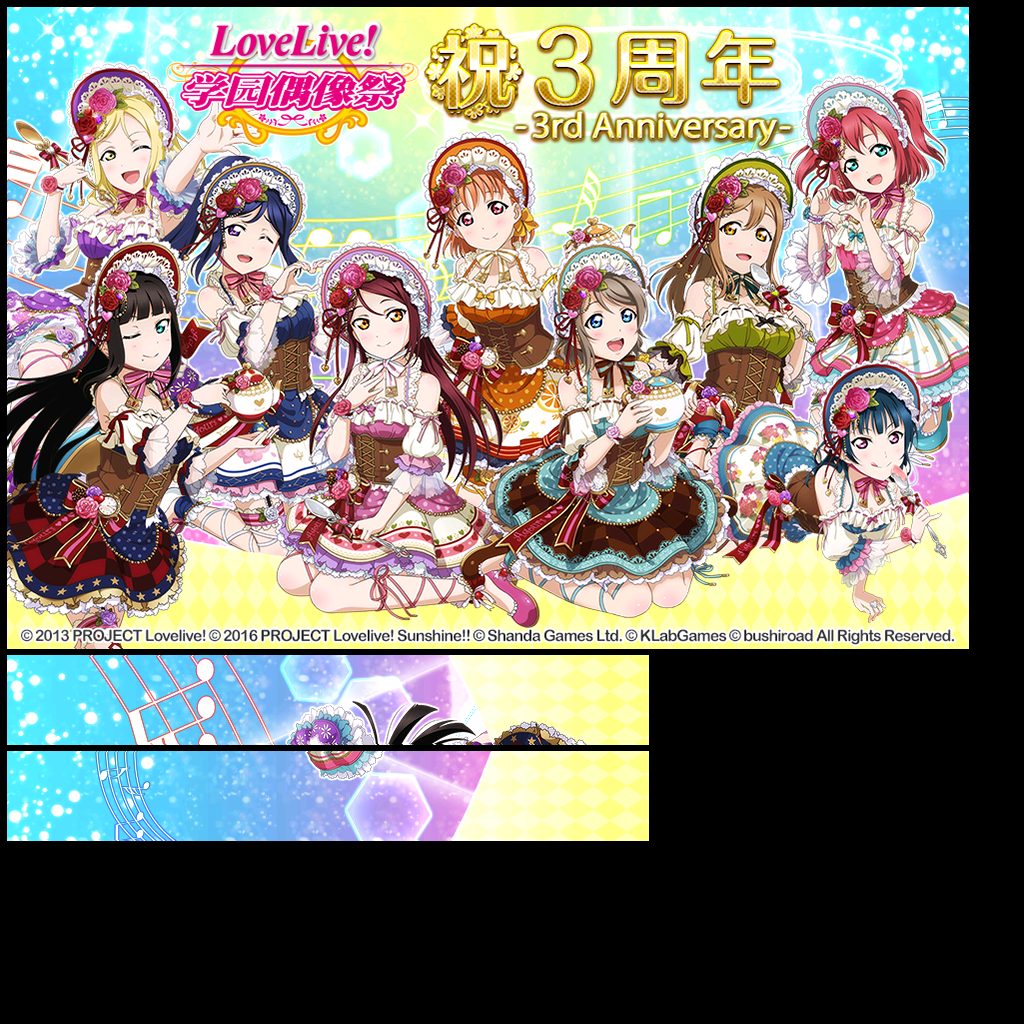 LoveLive!
学园偶像祭
祝3周年
-3rd Anniversary-
© 2013 PROJECT Lovelive! © 2016 PROJECT Lovelive! Sunshine!! © Shanda Games Ltd. © KLabGames © bushiroad All Rights Reserved.